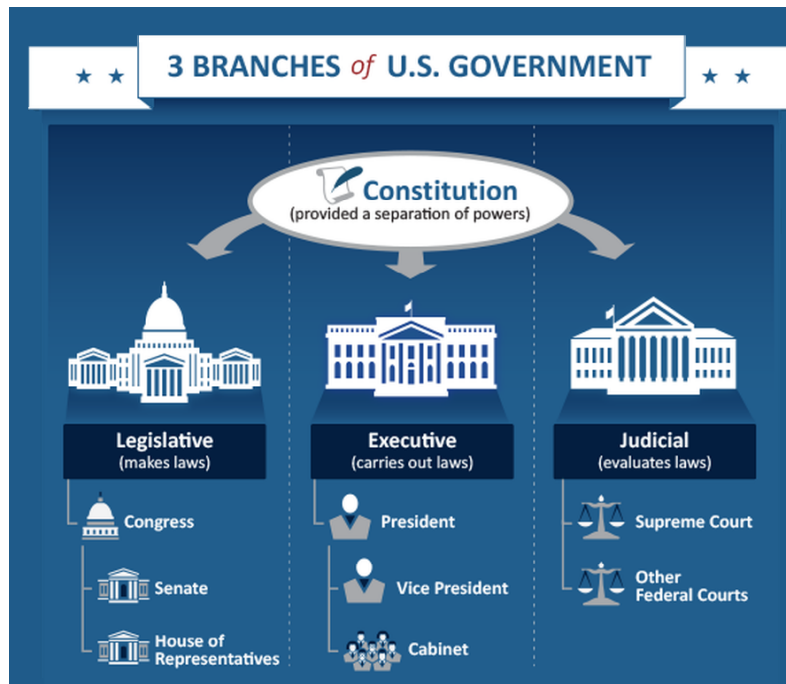 3 BRANCHES of U.S. GOVERNMENT
Constitution
(provided a separation of powers)
Legislative
(makes laws)
Congress
Senate
House of
Representatives
Executive
(carries out laws)
President
Vice President
Cabinet
Judicial
(evaluates laws)
Supreme Court
Other
Federal Courts